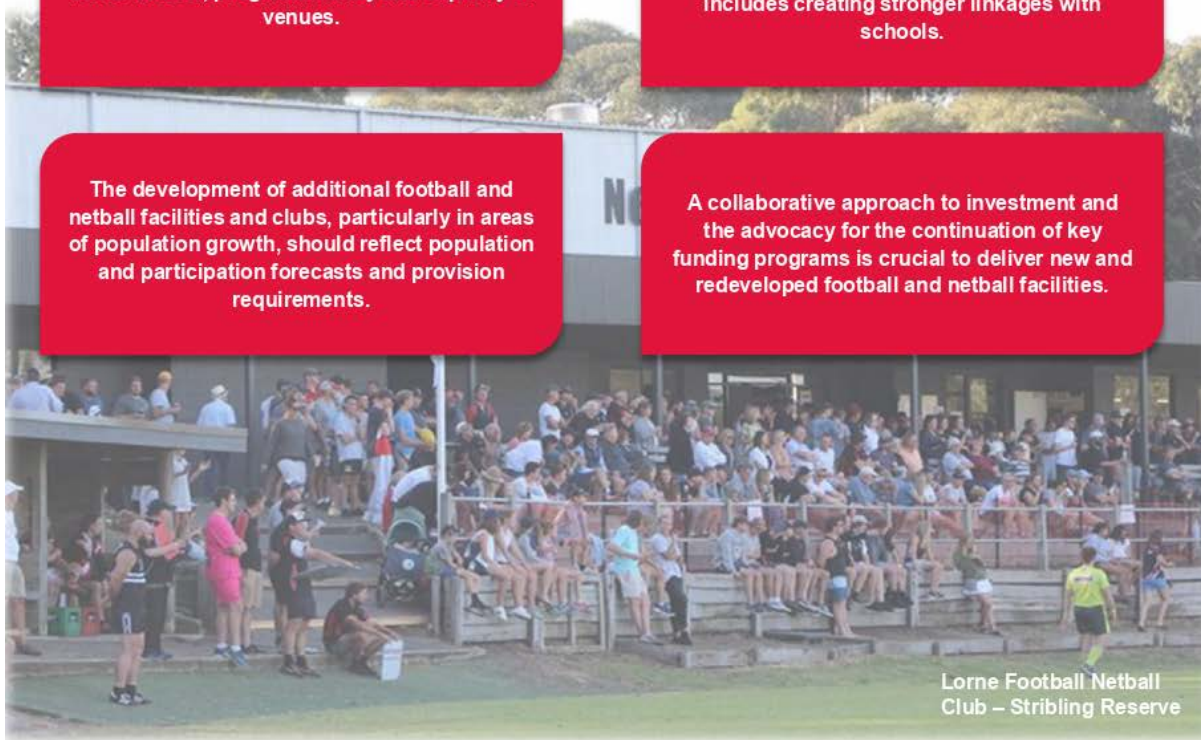 venues.
includes creating stronger linkages with
schools.
The development of additional football and
netball facilities and clubs, particularly in areas
of population growth, should reflect population
and participation forecasts and provision
requirements.
A collaborative approach to investment and
the advocacy for the continuation of key
funding programs is crucial to deliver new and
redeveloped football and netball facilities.
Lorne Football Netball
Club – Stribling Reserve